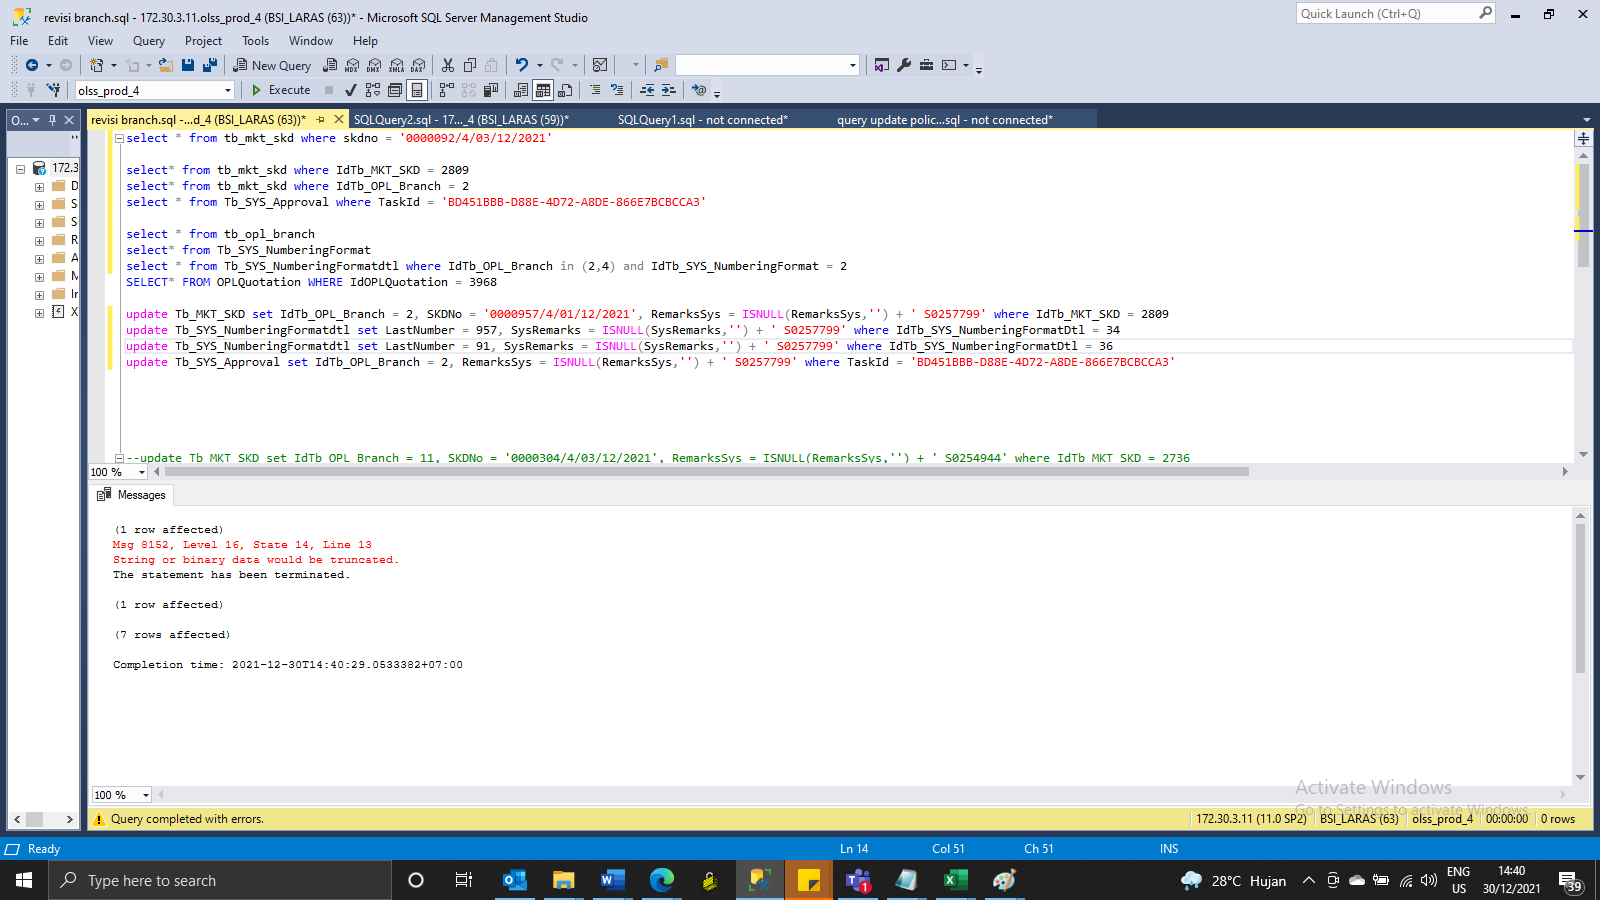 revisi branch.sql - 172.30.3.11.olss_prod_4 (BSI_LARAS (63))* - Microsoft SQL Server Management Studio
Quick Launch (Ctrl+Q)
File Edit View Query Project Tools Window Help
New Query
MDX DMX XMLA DAX
olss_prod_4
Execute
O...
revisi branch.sql -...d_4 (BSI_LARAS (63))*
SQLQuery2.sql - 17..._4 (BSI_LARAS (59))*
SQLQuery1.sql - not connected*
query update polic...sql - not connected*
172.3
D
S
S
R
A
M
In
X
select * from tb_mkt_skd where skdno = '0000092/4/03/12/2021'
select* from tb_mkt_skd where IdTb_MKT_SKD = 2809
select* from tb_mkt_skd where IdTb_OPL_Branch = 2
select * from Tb_SYS_Approval where TaskId = 'BD451BBB-D88E-4D72-A8DE-866E7BCBCCA3'
select * from tb_opl_branch
select* from Tb_SYS_NumberingFormat
select * from Tb_SYS_NumberingFormatdtl where IdTb_OPL_Branch in (2,4) and IdTb_SYS_NumberingFormat = 2
SELECT* FROM OPLQuotation WHERE IdOPLQuotation = 3968
update Tb_MKT_SKD set IdTb_OPL_Branch = 2, SKDNo = '0000957/4/01/12/2021', RemarksSys = ISNULL(RemarksSys,'') + ' S0257799' where IdTb_MKT_SKD = 2809
update Tb_SYS_NumberingFormatdtl set LastNumber = 957, SysRemarks = ISNULL(SysRemarks,'') + ' S0257799' where IdTb_SYS_NumberingFormatDtl = 34
update Tb_SYS_NumberingFormatdtl set LastNumber = 91, SysRemarks = ISNULL(SysRemarks,'') + ' S0257799' where IdTb_SYS_NumberingFormatDtl = 36
update Tb_SYS_Approval set IdTb_OPL_Branch = 2, RemarksSys = ISNULL(RemarksSys,'') + ' S0257799' where TaskId = 'BD451BBB-D88E-4D72-A8DE-866E7BCBCCA3'
--update Tb_MKT_SKD set IdTb_OPL_Branch = 11, SKDNo = '0000304/4/03/12/2021', RemarksSys = ISNULL(RemarksSys,'') + ' S0254944' where IdTb_MKT_SKD = 2736
100 %
Messages
(1 row affected)
Msg 8152, Level 16, State 14, Line 13
String or binary data would be truncated.
The statement has been terminated.
(1 row affected)
(7 rows affected)
Completion time: 2021-12-30T14:40:29.0533382+07:00
Activate Windows
Go to Settings to activate Windows.
100 %
Query completed with errors.
172.30.3.11 (11.0 SP2) BSI_LARAS (63) olss_prod_4 00:00:00 0 rows
Ready Ln 14 Col 51 Ch 51 INS
Type here to search
1
28°C Hujan
ENG
US
14:40
30/12/2021
39